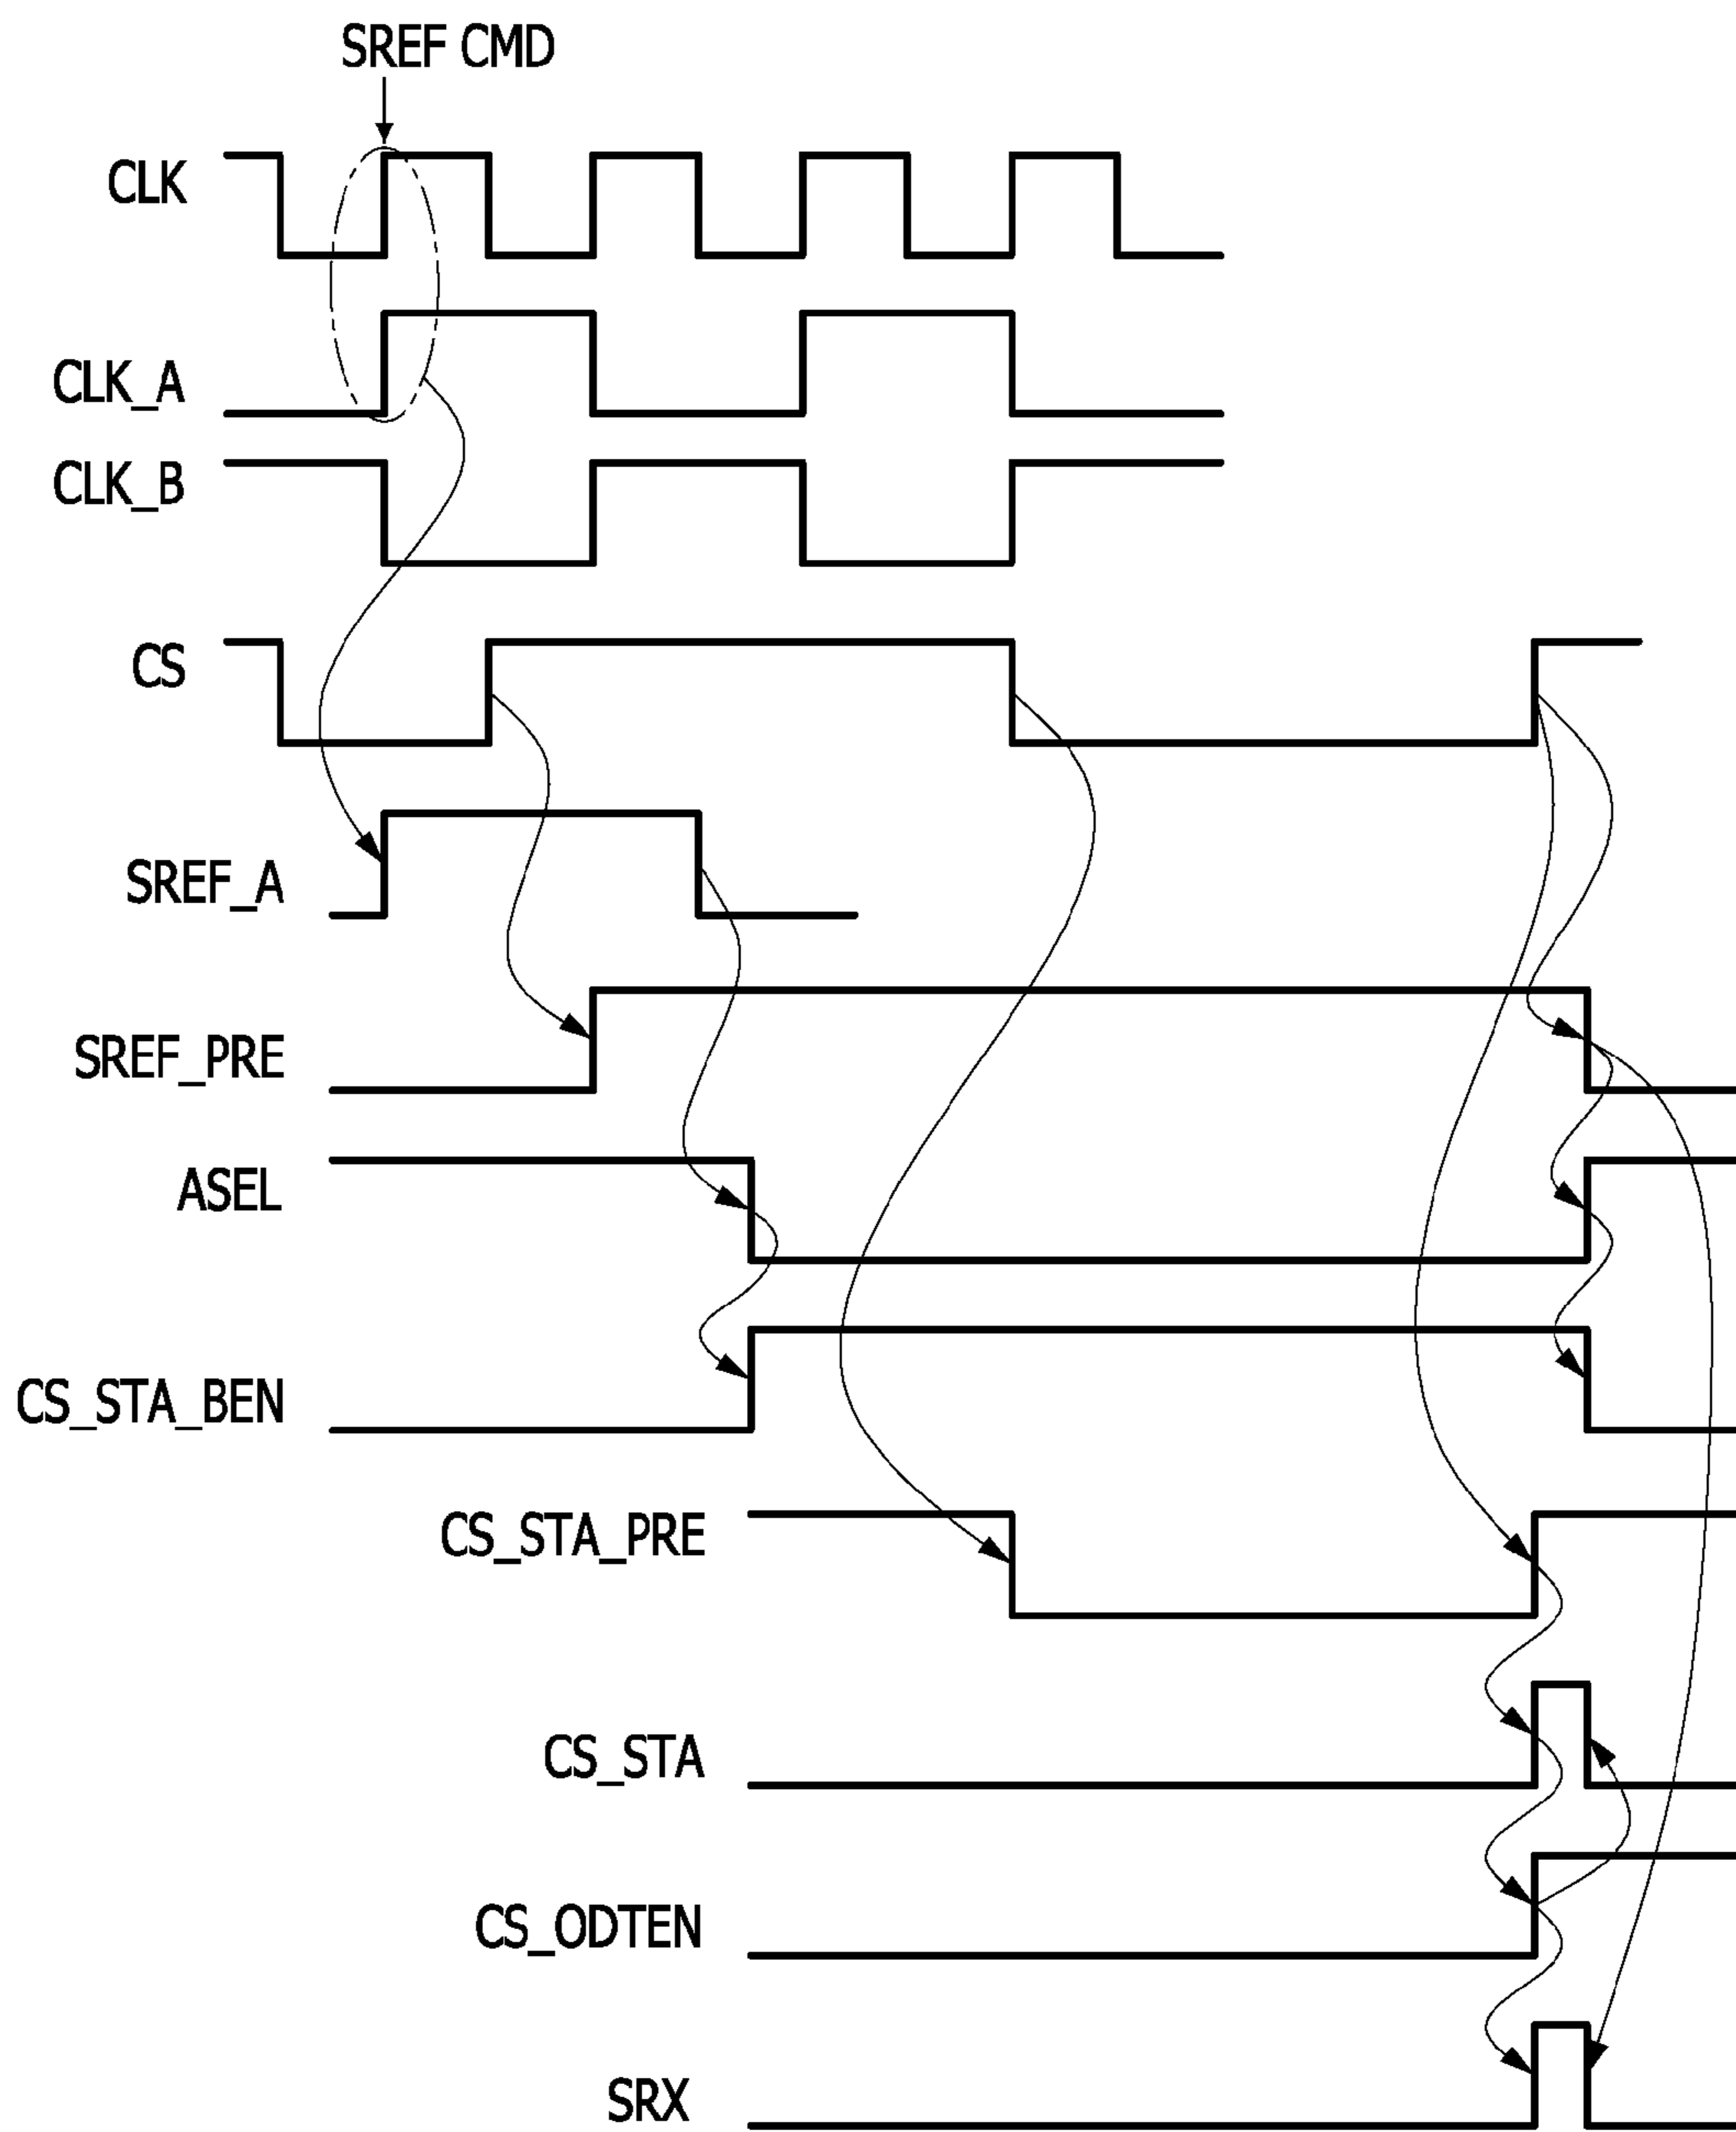 SREF CMD
CLK
CLK_A
CLK_B
CS
SREF_A
SREF_PRE
ASEL
CS_STA_BEN
CS_STA_PRE
CS_STA
CS_ODTEN
SRX